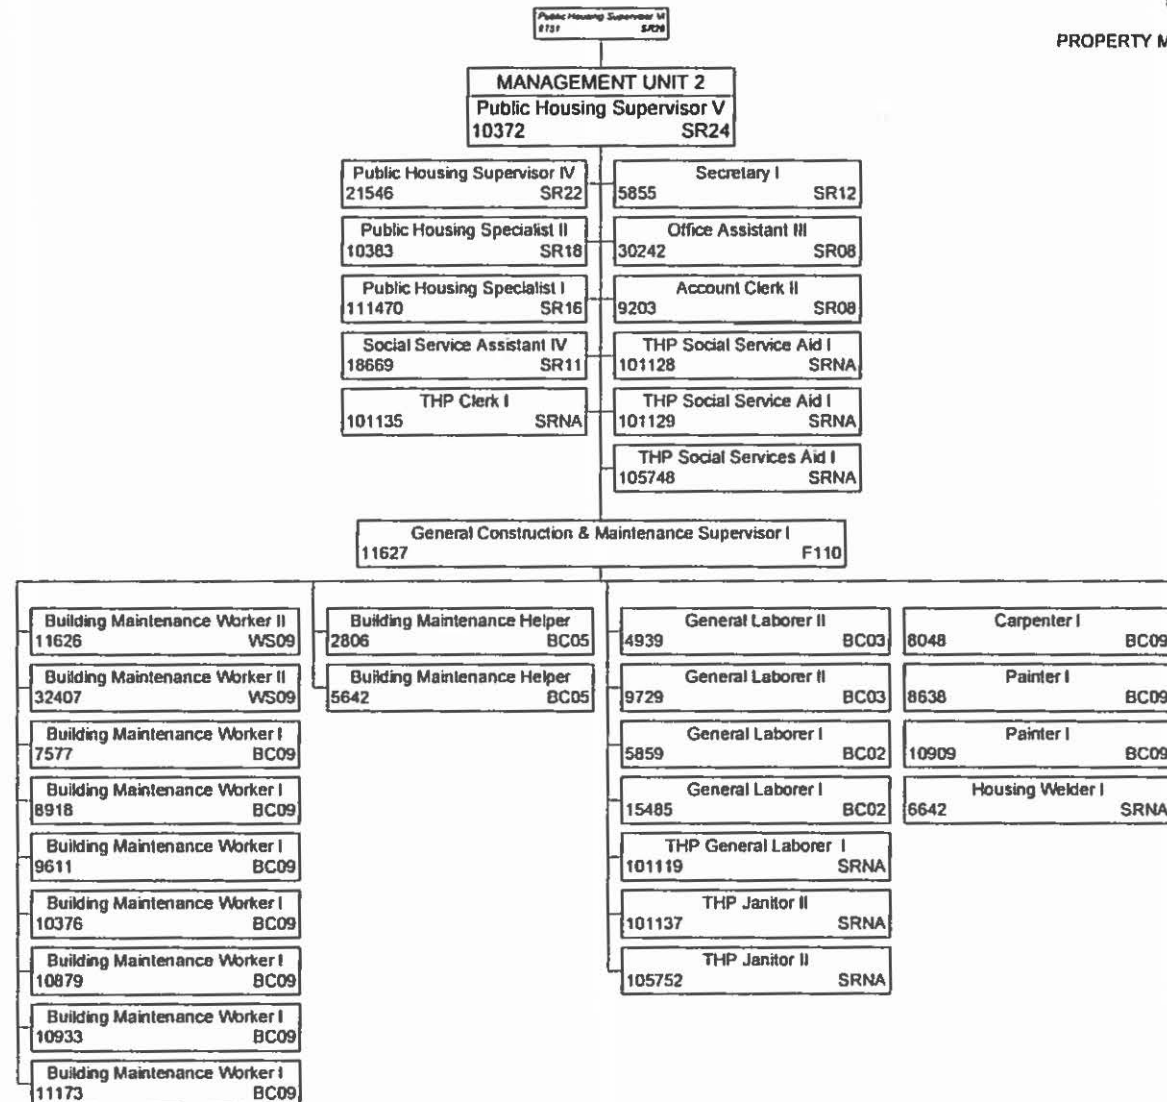 Public Housing Supervisor VI
8751 SR26
PROPERTY M
MANAGEMENT UNIT 2
Public Housing Supervisor V
10372 SR24
Public Housing Supervisor IV
21546 SR22
Secretary I
5855 SR12
Public Housing Specialist II
10383 SR18
Office Assistant III
30242 SR08
Public Housing Specialist I
111470 SR16
Account Clerk II
9203 SR08
Social Service Assistant IV
18669 SR11
THP Social Service Aid I
101128 SRNA
THP Clerk I
101135 SRNA
THP Social Service Aid I
101129 SRNA
THP Social Services Aid I
105748 SRNA
General Construction & Maintenance Supervisor I
11627 F110
Building Maintenance Worker II
11626 WS09
Building Maintenance Worker II
32407 WS09
Building Maintenance Worker I
7577 BC09
Building Maintenance Worker I
8918 BC09
Building Maintenance Worker I
9611 BC09
Building Maintenance Worker I
10376 BC09
Building Maintenance Worker I
10879 BC09
Building Maintenance Worker I
10933 BC09
Building Maintenance Worker I
11173 BC09
Building Maintenance Helper
2806 BC05
Building Maintenance Helper
5642 BC05
General Laborer II
4939 BC03
General Laborer II
9729 BC03
General Laborer I
5859 BC02
General Laborer I
15485 BC02
THP General Laborer I
101119 SRNA
THP Janitor II
101137 SRNA
THP Janitor II
105752 SRNA
Carpenter I
8048 BC09
Painter I
8638 BC09
Painter I
10909 BC09
Housing Welder I
6642 SRNA